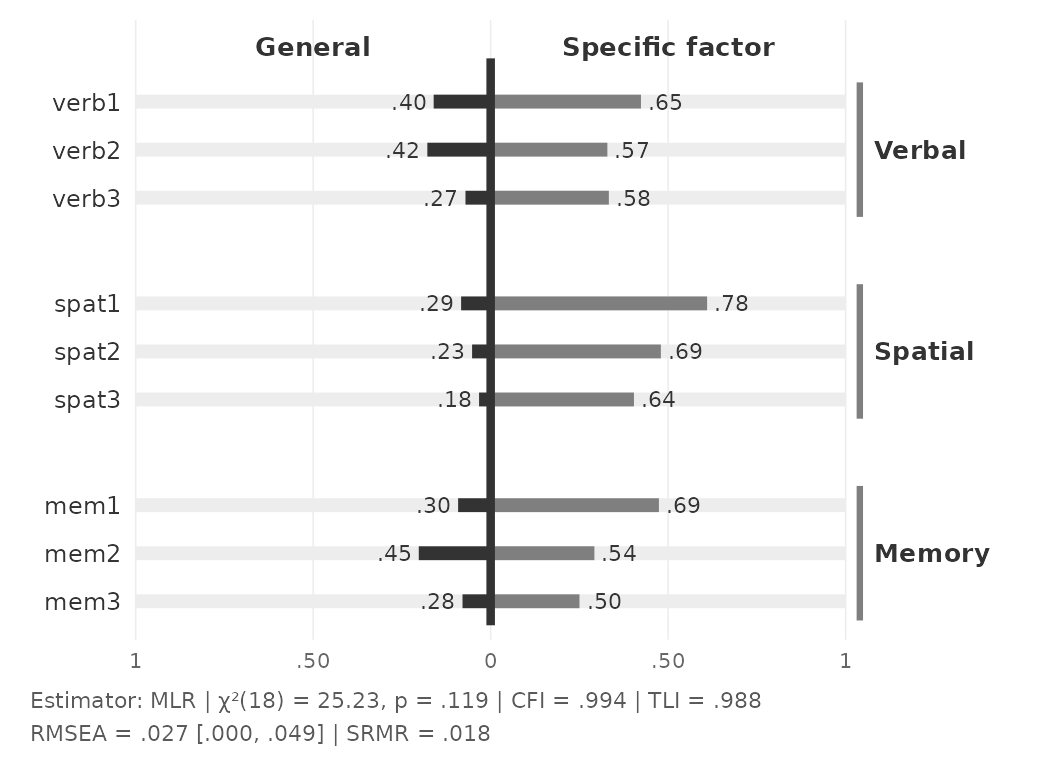 General Specific factor
verb1 .40 .65
verb2 .42 .57 Verbal
verb3 .27 .58
spat1 .29 .78
spat2 .23 .69 Spatial
spat3 .18 .64
mem1 .30 .69
mem2 .45 .54 Memory
mem3 .28 .50
1 .50 0 .50 1
Estimator: MLR | χ²(18) = 25.23, p = .119 | CFI = .994 | TLI = .988
RMSEA = .027 [.000, .049] | SRMR = .018